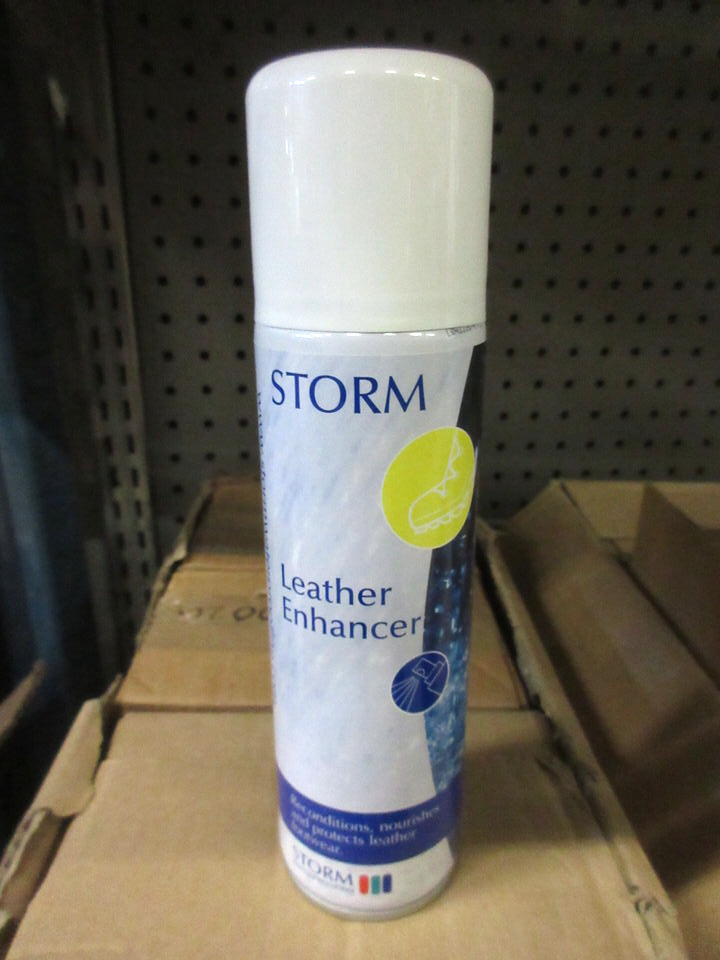 STORM
Leather
Enhancer
Reconditions, nourishes
and protects leather
footwear.
STORM